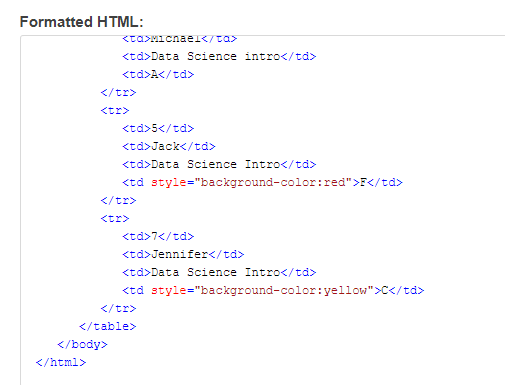 Formatted HTML:
<td>Michael</td>
<td>Data Science intro</td>
<td>A</td>
</tr>
<tr>
<td>5</td>
<td>Jack</td>
<td>Data Science Intro</td>
<td style="background-color:red">F</td>
</tr>
<tr>
<td>7</td>
<td>Jennifer</td>
<td>Data Science Intro</td>
<td style="background-color:yellow">C</td>
</tr>
</table>
</body>
</html>